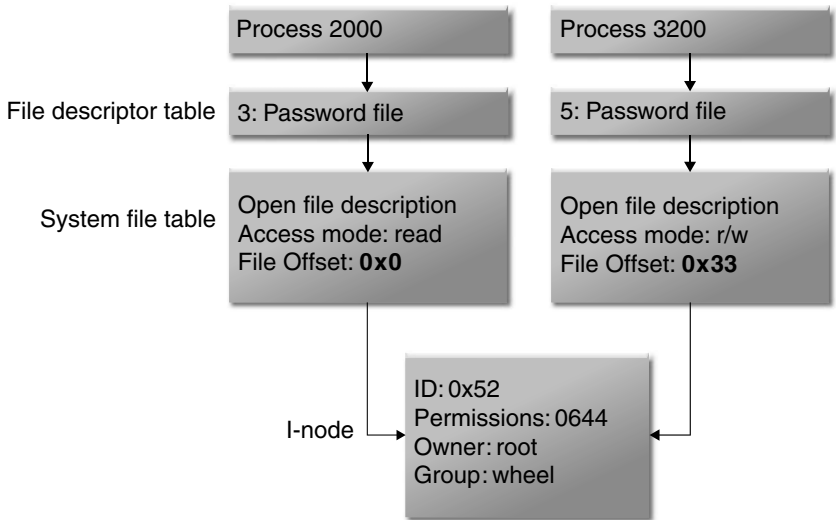 Process 2000
Process 3200
File descriptor table
3: Password file
5: Password file
System file table
Open file description
Access mode: read
File Offset: 0x0
Open file description
Access mode: r/w
File Offset: 0x33
I-node
ID: 0x52
Permissions: 0644
Owner: root
Group: wheel